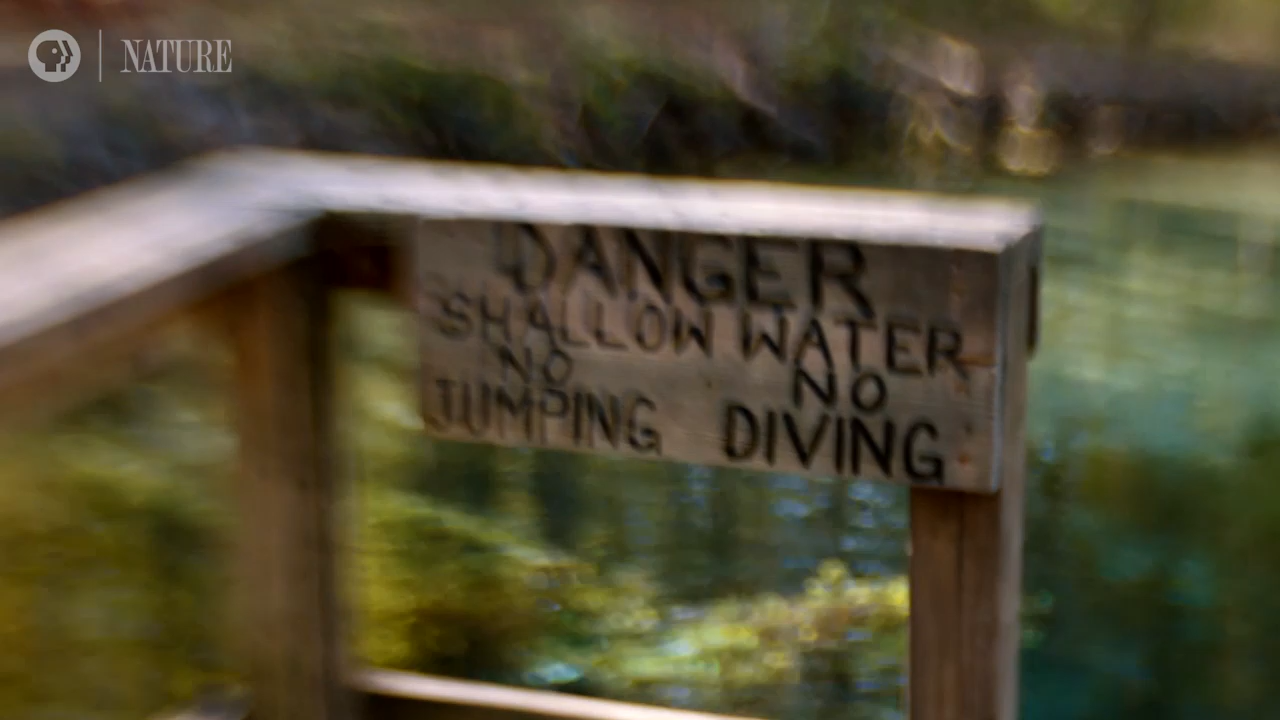 NATURE
DANGER
SHALLOW WATER
NO NO
JUMPING DIVING